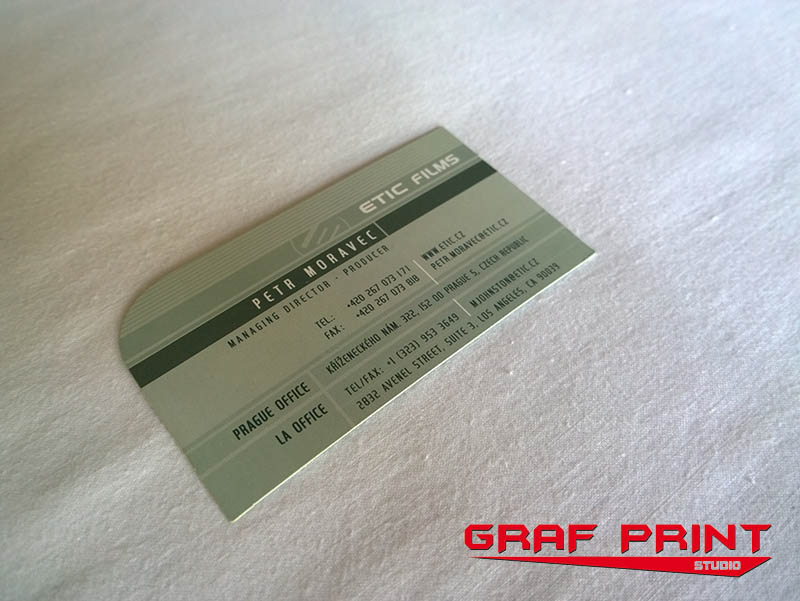 ETIC FILMS
PETR MORAVEC
MANAGING DIRECTOR · PRODUCER
TEL.: +420 267 073 171 WWW.ETIC.CZ
FAX: +420 267 073 818 PETR.MORAVEC@ETIC.CZ
PRAGUE OFFICE KŘÍŽENECKÉHO NÁM. 322, 152 00 PRAGUE 5, CZECH REPUBLIC
LA OFFICE TEL/FAX: +1 (323) 953 3649 MJOHNSTON@ETIC.CZ
2832 AVENEL STREET, SUITE 3, LOS ANGELES, CA 90039
GRAF PRINT
STUDIO